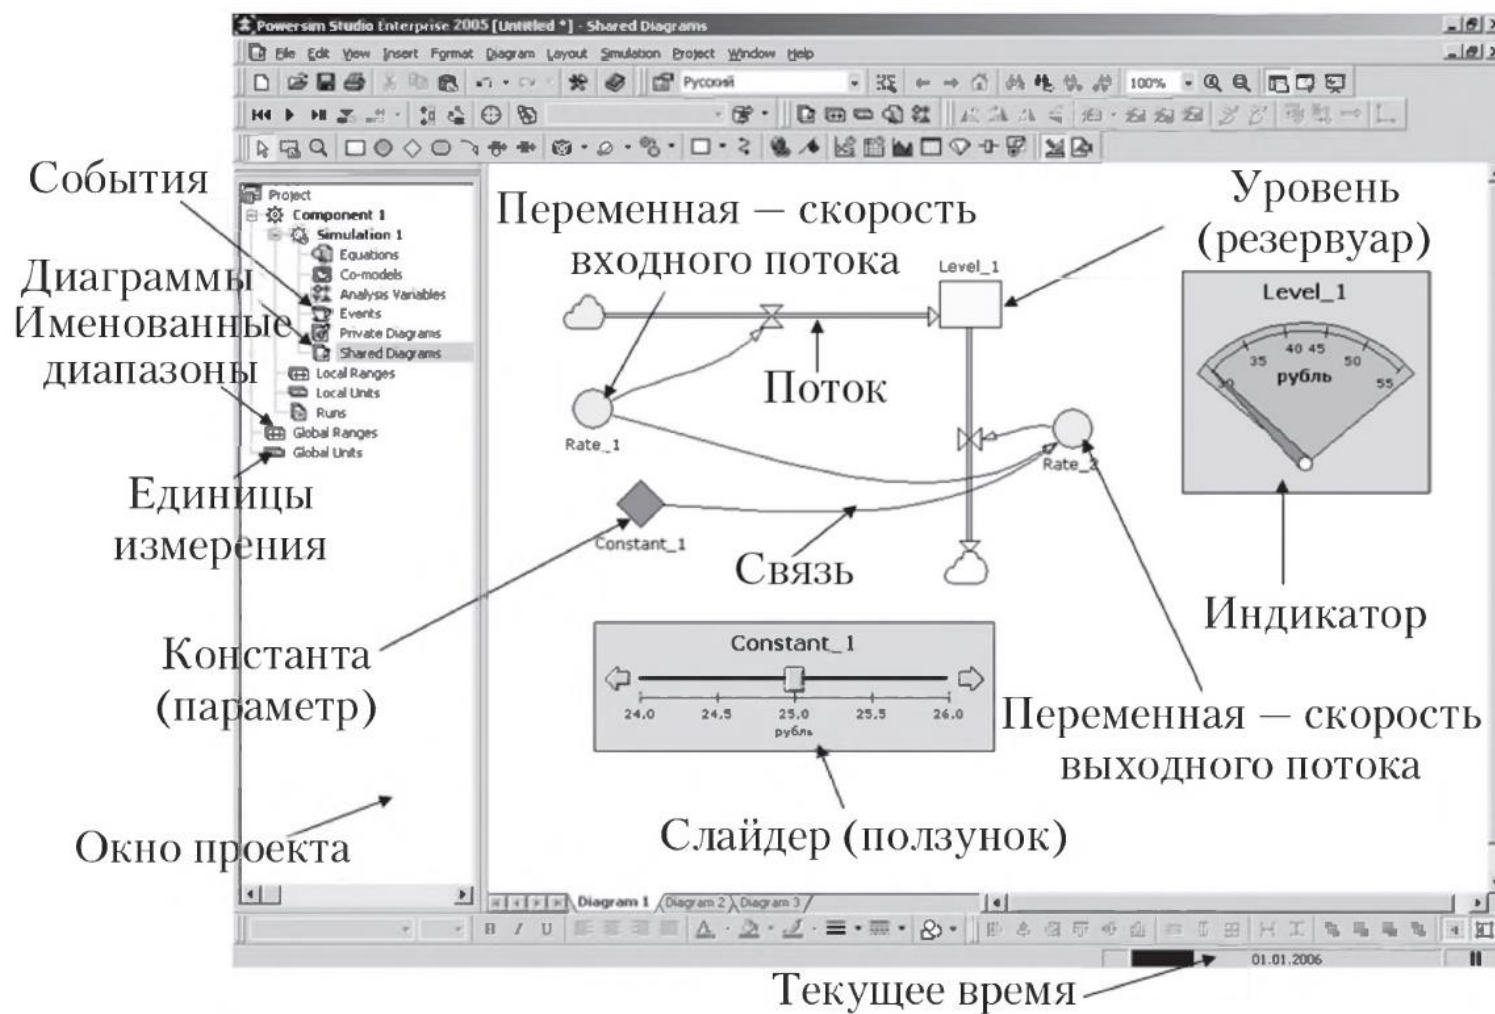 Powersim Studio Enterprise 2005 [Untitled *] - Shared Diagrams
File Edit View Insert Format Diagram Layout Simulation Project Window Help
Русский
100%
События
Диаграммы
Именованные
диапазоны
Единицы
измерения
Константа
(параметр)
Окно проекта
Project
Component 1
Simulation 1
Equations
Co-models
Analysis Variables
Events
Private Diagrams
Shared Diagrams
Local Ranges
Local Units
Runs
Global Ranges
Global Units
Переменная — скорость
входного потока
Уровень
(резервуар)
Level_1
Поток
Rate_1
Rate_2
Constant_1
Связь
Level_1
30 35 40 45 50 55
рубль
Индикатор
Constant_1
24.0 24.5 25.0 25.5 26.0
рубль
Переменная — скорость
выходного потока
Слайдер (ползунок)
Diagram 1 Diagram 2 Diagram 3
B I U
01.01.2006
Текущее время